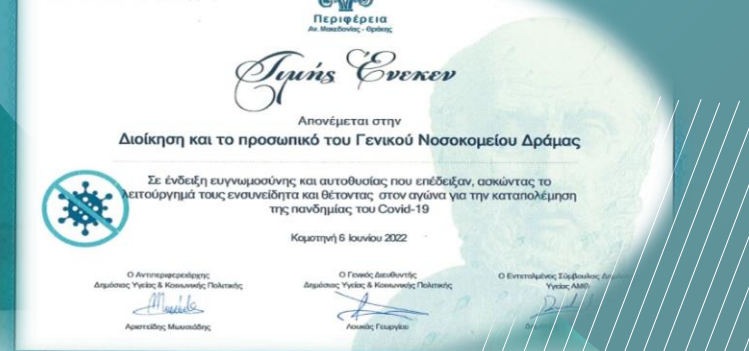 Περιφέρεια
Αν. Μακεδονίας - Θράκης
Τιμής Ένεκεν
Απονέμεται στην
Διοίκηση και το προσωπικό του Γενικού Νοσοκομείου Δράμας
Σε ένδειξη ευγνωμοσύνης και αυτοθυσίας που επέδειξαν, ασκώντας το
λειτούργημά τους ενσυνείδητα και θέτοντας στον αγώνα για την καταπολέμηση
της πανδημίας του Covid-19
Κομοτηνή 6 Ιουνίου 2022
Ο Αντιπεριφερειάρχης
Δημόσιας Υγείας & Κοινωνικής Πολιτικής
Αριστείδης Μωυσιάδης
Ο Γενικός Διευθυντής
Δημόσιας Υγείας & Κοινωνικής Πολιτικής
Λουκάς Γεωργίου
Ο Εντεταλμένος Σύμβουλος
Υγείας ΑΜΘ